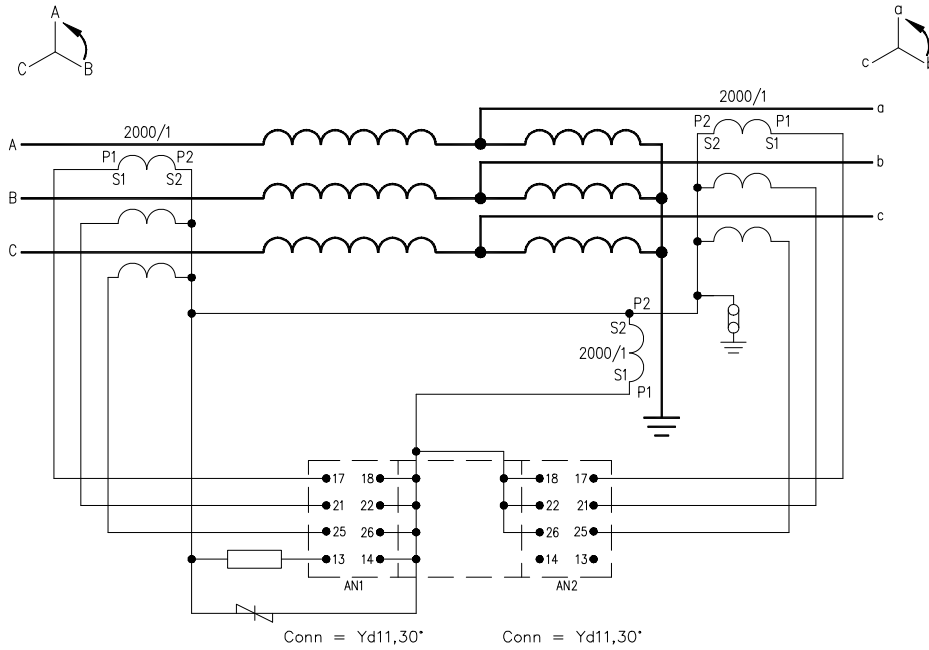 A
a
C
B
c
b
2000/1
2000/1
a
A
P1
P2
S1
S2
P2
P1
S2
S1
b
B
c
C
P2
S2
2000/1
S1
P1
17
18
18
17
21
22
22
21
25
26
26
25
13
14
14
13
AN1
AN2
Conn = Yd11,30°
Conn = Yd11,30°